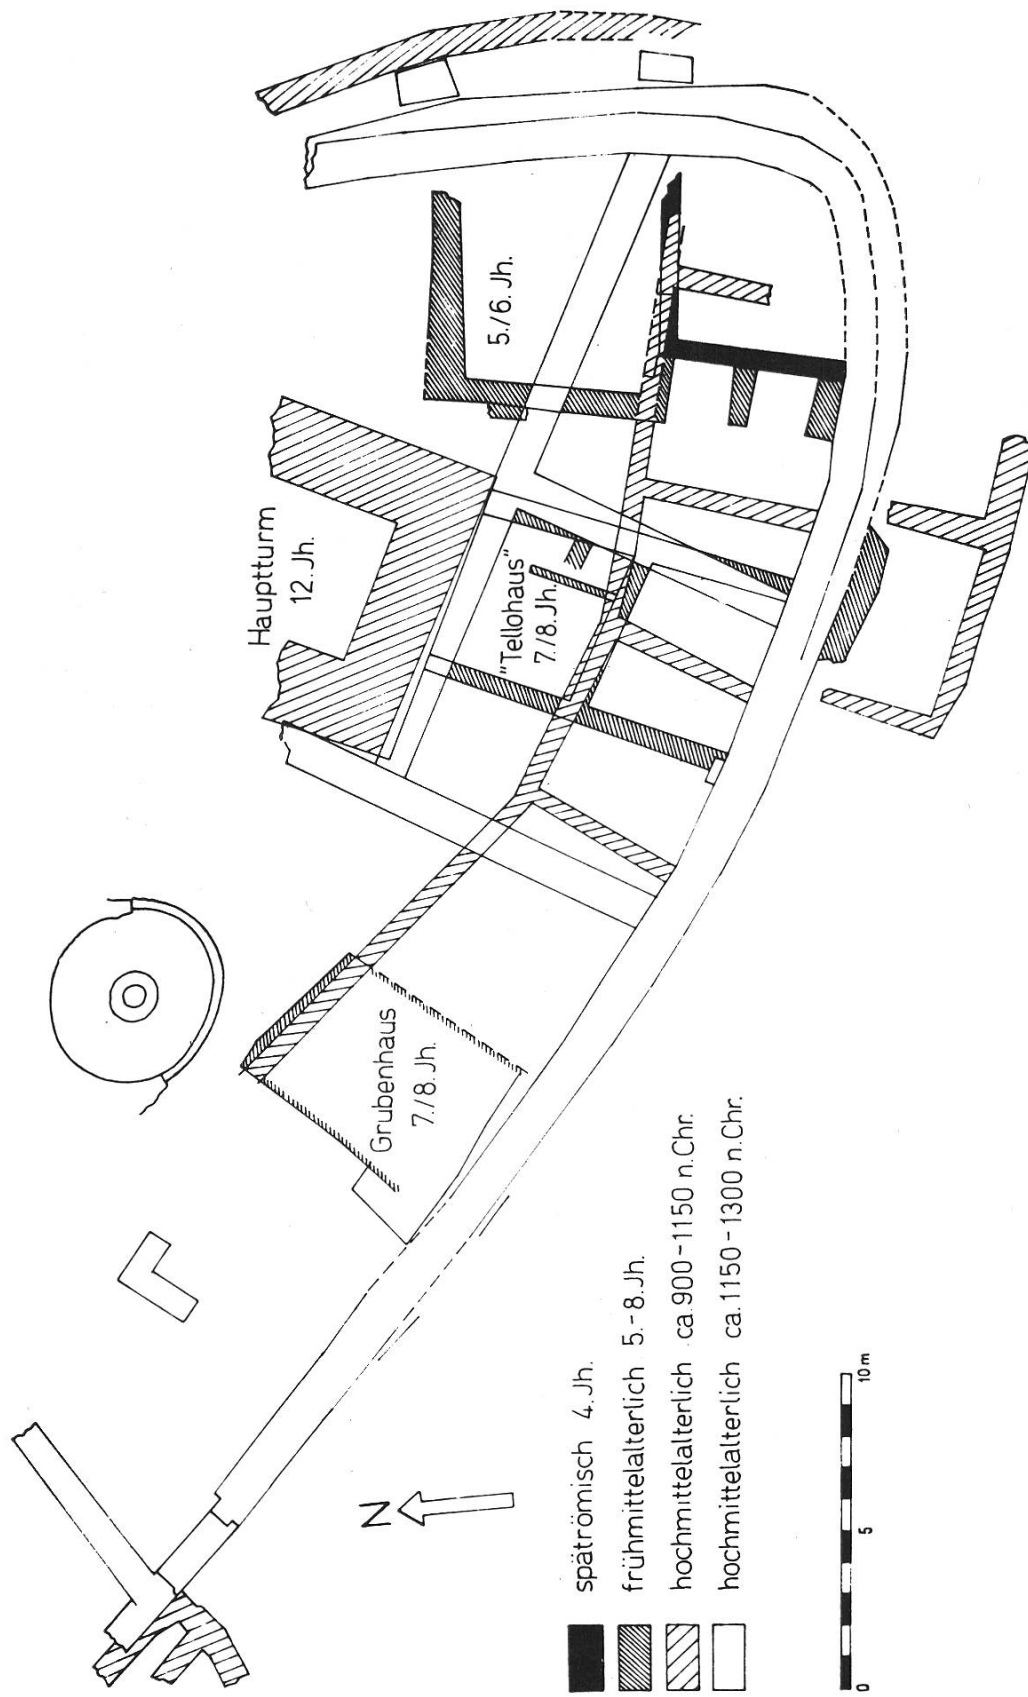 Hauptturm
12. Jh.
5./6. Jh.
"Tellohaus"
7./8. Jh.
Grubenhaus
7./8. Jh.
N
spätrömisch 4. Jh.
frühmittelalterlich 5.-8. Jh.
hochmittelalterlich ca. 900-1150 n. Chr.
hochmittelalterlich ca. 1150-1300 n. Chr.
0 5 10 m